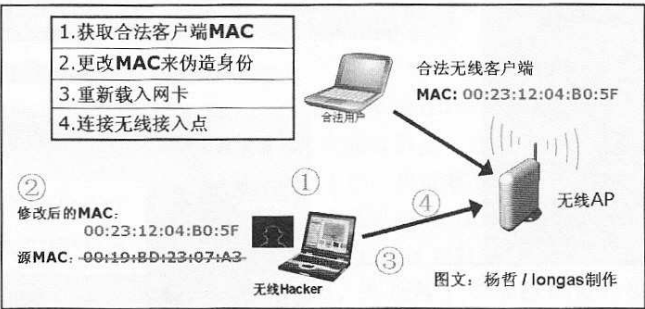 1.获取合法客户端MAC
2.更改MAC来伪造身份
3.重新载入网卡
4.连接无线接入点
合法用户
合法无线客户端
MAC: 00:23:12:04:B0:5F
无线AP
①
②
修改后的MAC:
00:23:12:04:B0:5F
源MAC: 00:19:BD:23:07:A3
④
③
无线Hacker
图文：杨哲 / longas制作